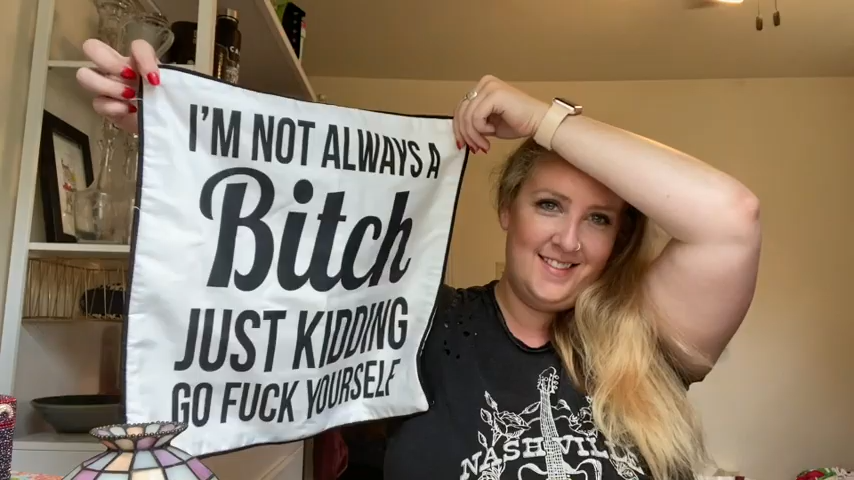 I'M NOT ALWAYS A
Bitch
JUST KIDDING
GO FUCK YOURSELF
NASHVILLE